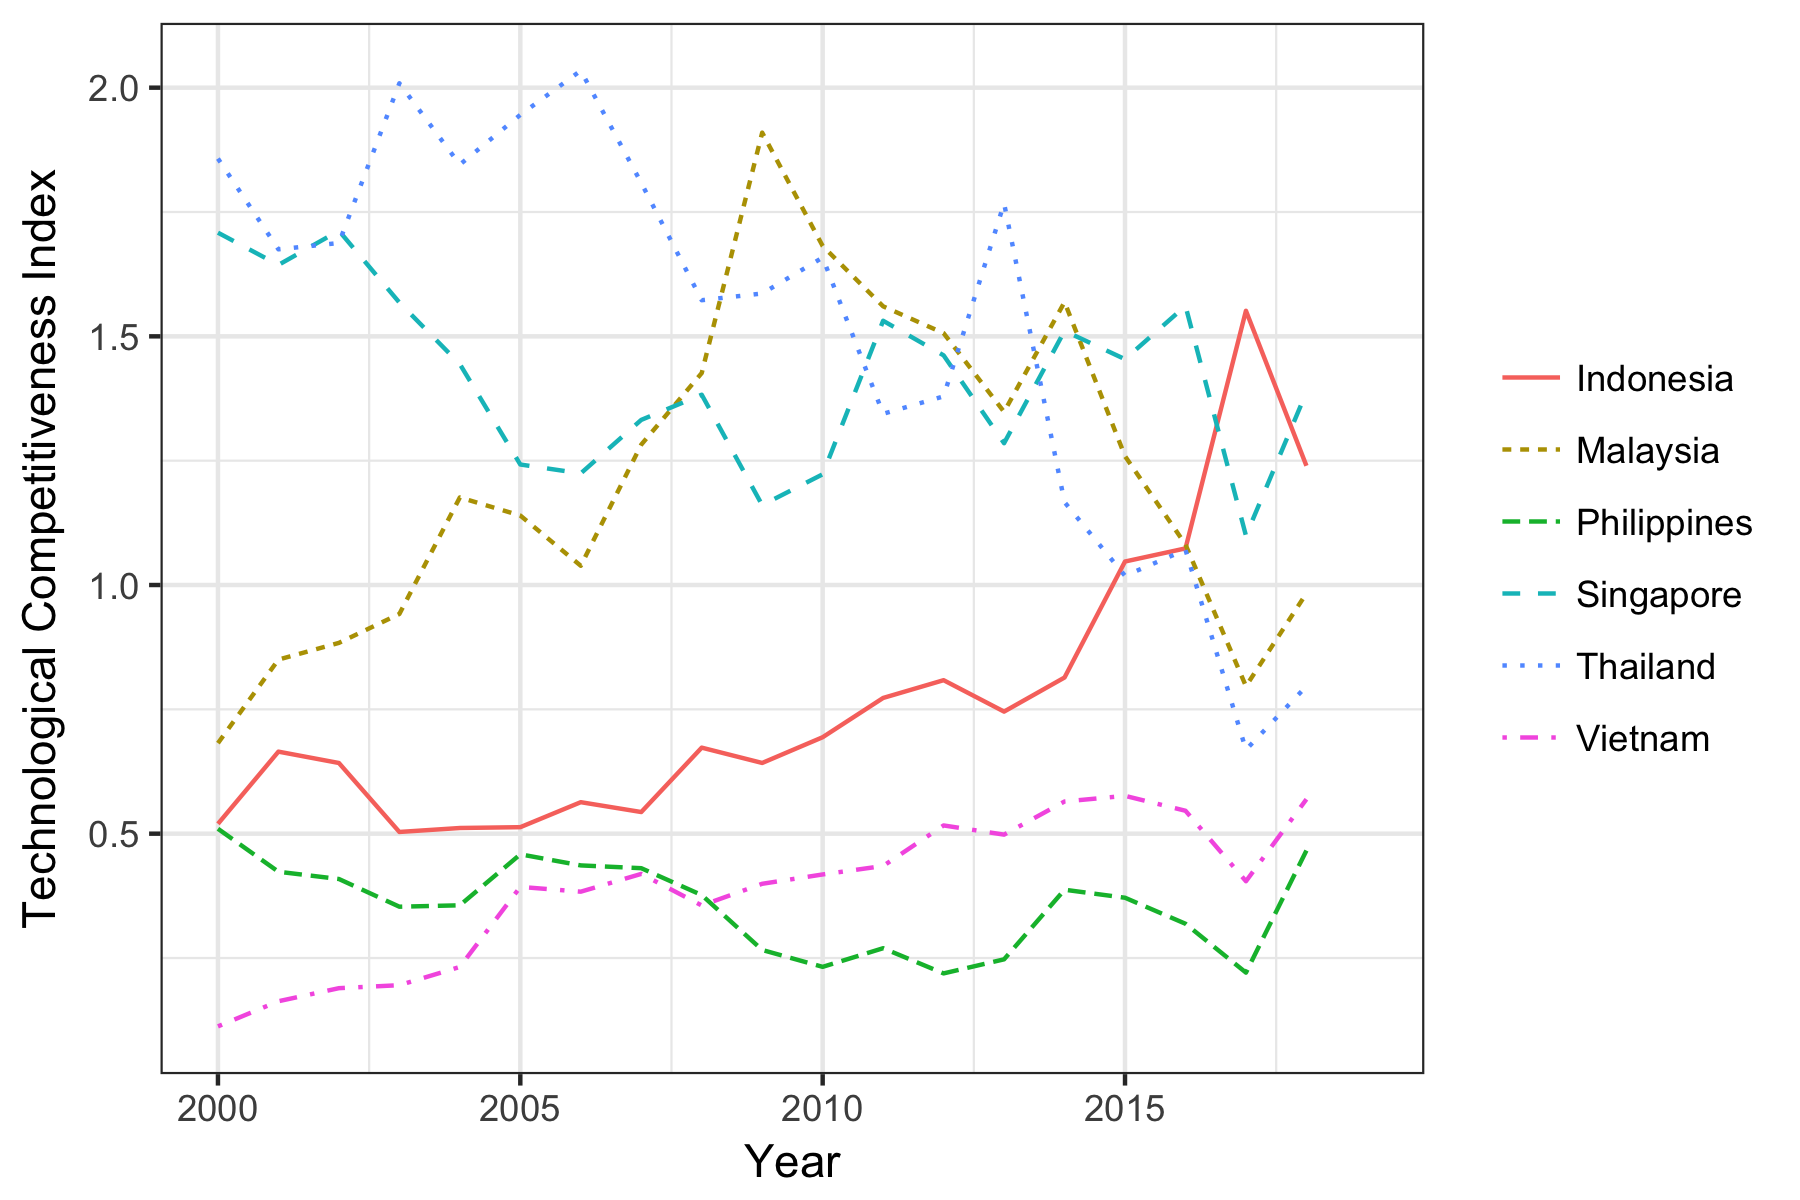 Technological Competitiveness Index
2.0
1.5
1.0
0.5
2000 2005 2010 2015
Year
Indonesia
Malaysia
Philippines
Singapore
Thailand
Vietnam